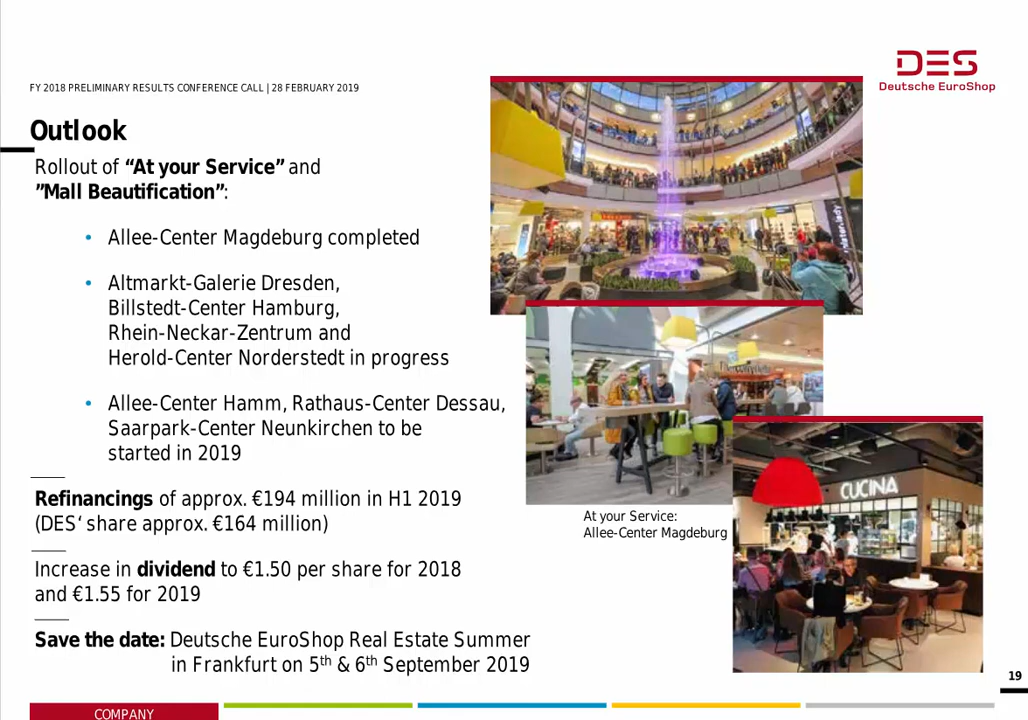 DES
Deutsche EuroShop
FY 2018 PRELIMINARY RESULTS CONFERENCE CALL | 28 FEBRUARY 2019
Outlook
Rollout of “At your Service” and
”Mall Beautification”:
• Allee-Center Magdeburg completed
• Altmarkt-Galerie Dresden,
Billstedt-Center Hamburg,
Rhein-Neckar-Zentrum and
Herold-Center Norderstedt in progress
• Allee-Center Hamm, Rathaus-Center Dessau,
Saarpark-Center Neunkirchen to be
started in 2019
Refinancings of approx. €194 million in H1 2019
(DES‘ share approx. €164 million)
Increase in dividend to €1.50 per share for 2018
and €1.55 for 2019
Save the date: Deutsche EuroShop Real Estate Summer
in Frankfurt on 5th & 6th September 2019
CUCINA
At your Service:
Allee-Center Magdeburg
19
COMPANY